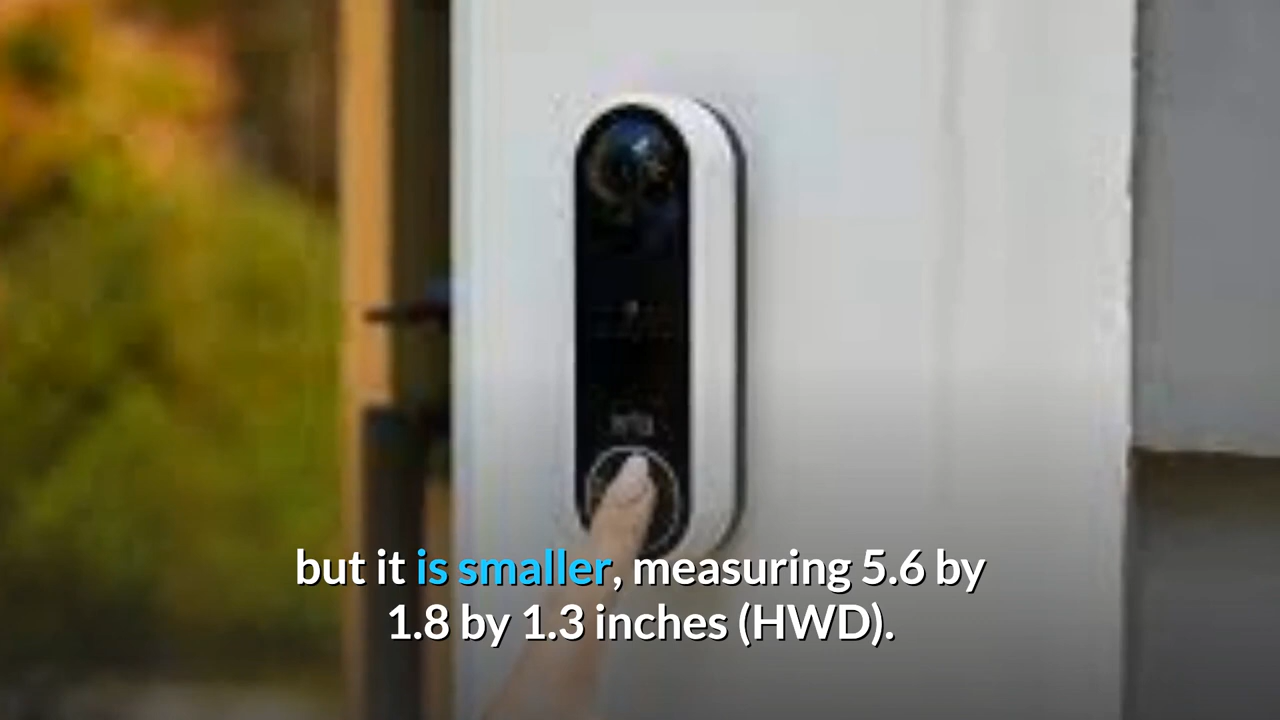 but it is smaller, measuring 5.6 by
1.8 by 1.3 inches (HWD).